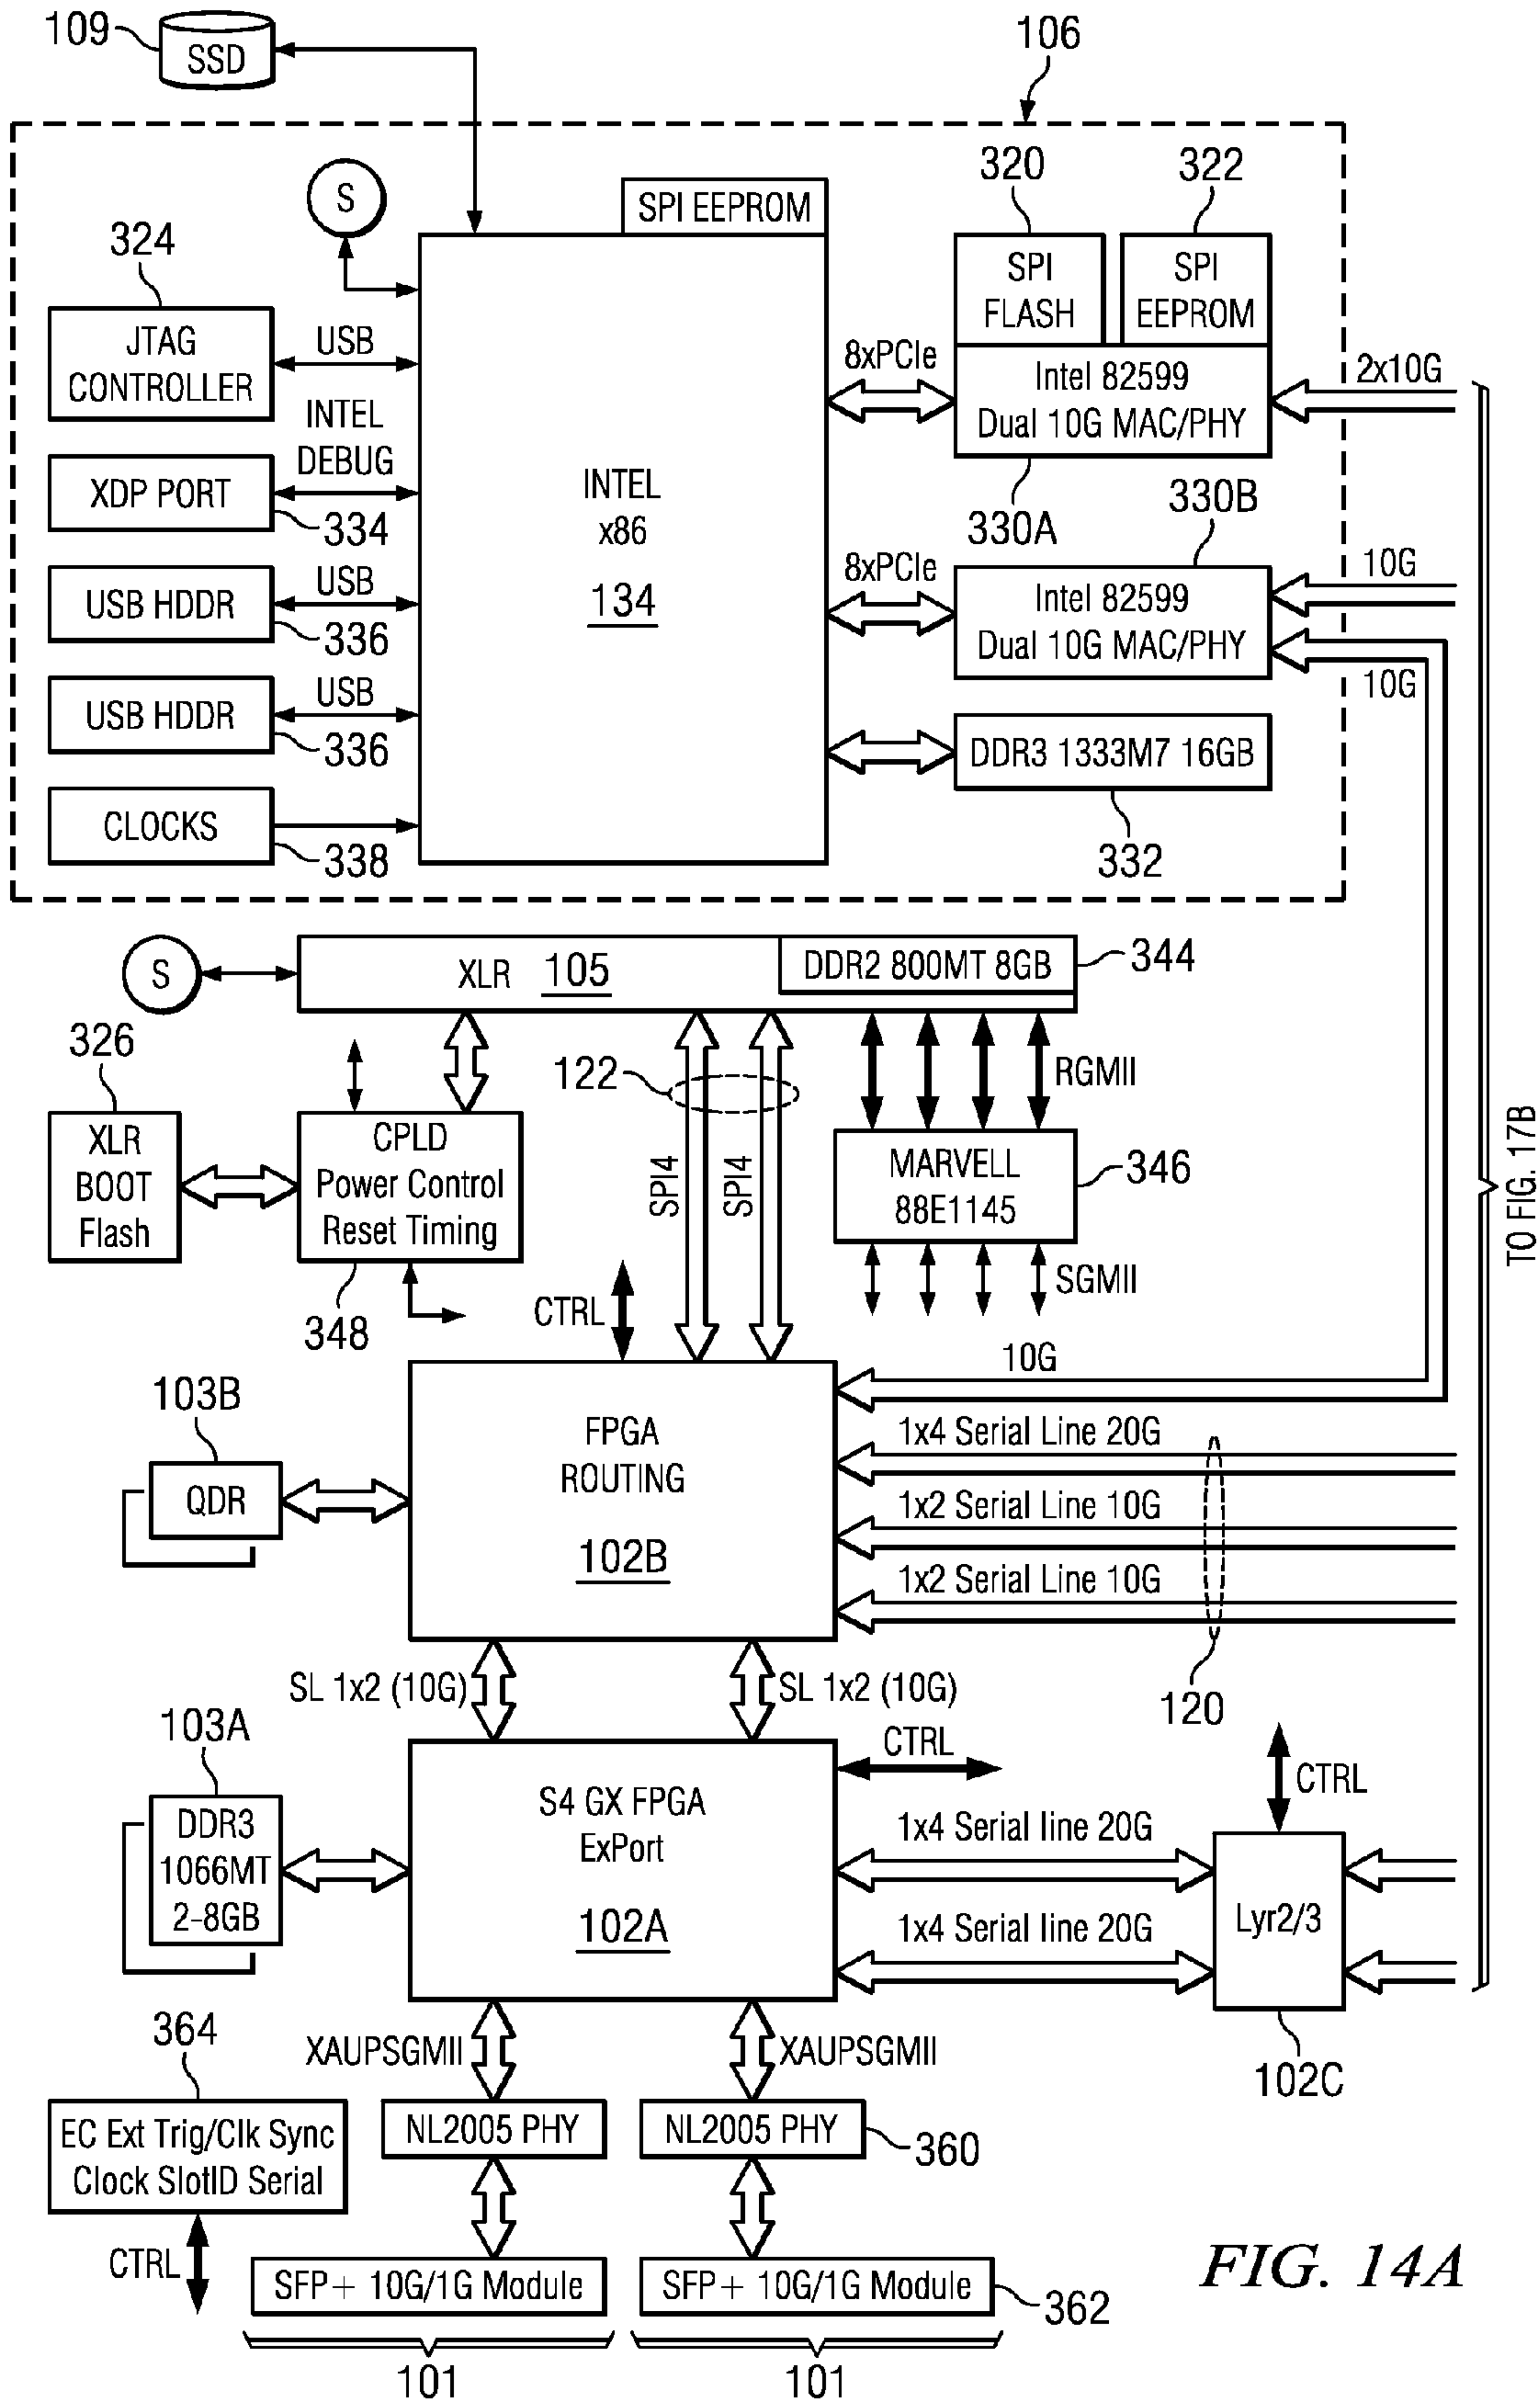 109
SSD
106
S
SPI EEPROM
320
322
324
SPI
FLASH
SPI
EEPROM
JTAG
CONTROLLER
USB
8xPCIe
Intel 82599
Dual 10G MAC/PHY
2x10G
INTEL
DEBUG
XDP PORT
334
INTEL
x86
134
330A
330B
USB HDDR
USB
336
8xPCIe
Intel 82599
Dual 10G MAC/PHY
10G
10G
USB HDDR
USB
336
DDR3 1333M7 16GB
332
CLOCKS
338
S
XLR 105
DDR2 800MT 8GB
344
326
122
RGMII
XLR
BOOT
Flash
CPLD
Power Control
Reset Timing
348
SPI4
SPI4
MARVELL
88E1145
346
SGMII
CTRL
TO FIG. 17B
10G
103B
QDR
FPGA
ROUTING
102B
1x4 Serial Line 20G
1x2 Serial Line 10G
1x2 Serial Line 10G
120
SL 1x2 (10G)
SL 1x2 (10G)
103A
DDR3
1066MT
2-8GB
S4 GX FPGA
ExPort
102A
CTRL
CTRL
1x4 Serial line 20G
1x4 Serial line 20G
Lyr2/3
102C
364
XAUPSGMII
XAUPSGMII
EC Ext Trig/Clk Sync
Clock SlotID Serial
NL2005 PHY
NL2005 PHY
360
CTRL
SFP+ 10G/1G Module
SFP+ 10G/1G Module
362
101
101
FIG. 14A